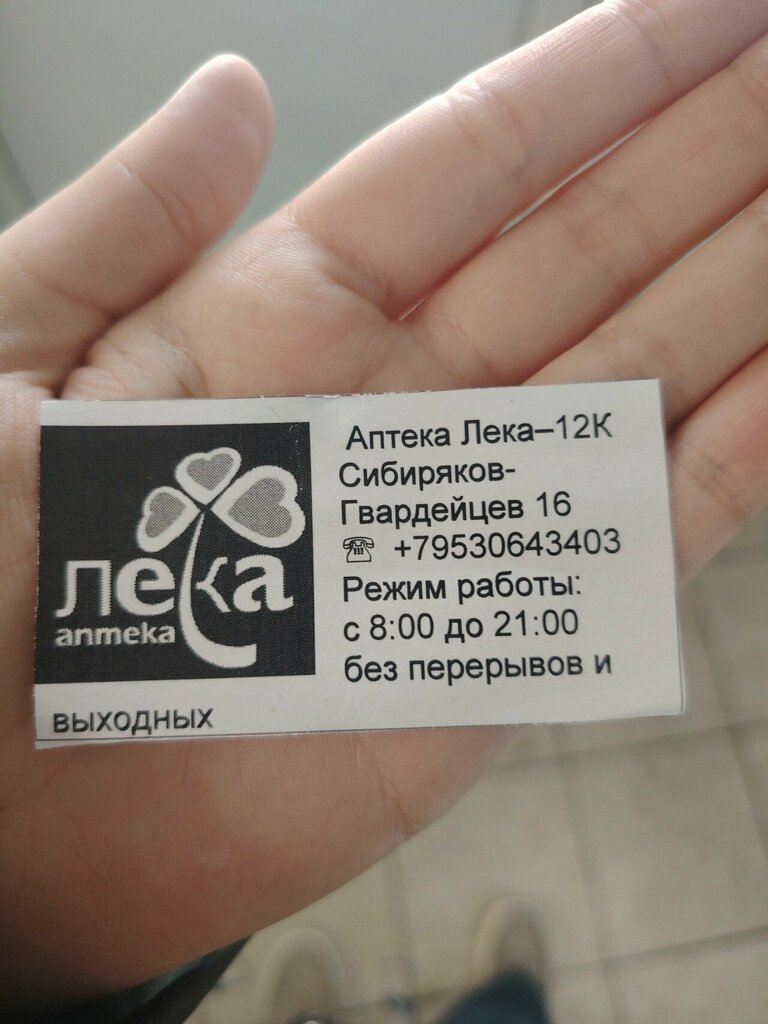 лека
аптека
Аптека Лека–12К
Сибиряков-
Гвардейцев 16
☏ +79530643403
Режим работы:
с 8:00 до 21:00
без перерывов и
выходных